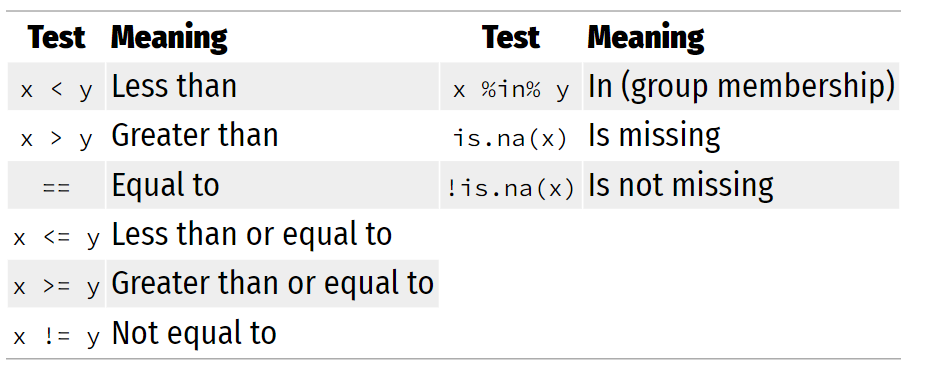 Test Meaning Test Meaning
x < y Less than x %in% y In (group membership)
x > y Greater than is.na(x) Is missing
== Equal to !is.na(x) Is not missing
x <= y Less than or equal to
x >= y Greater than or equal to
x != y Not equal to